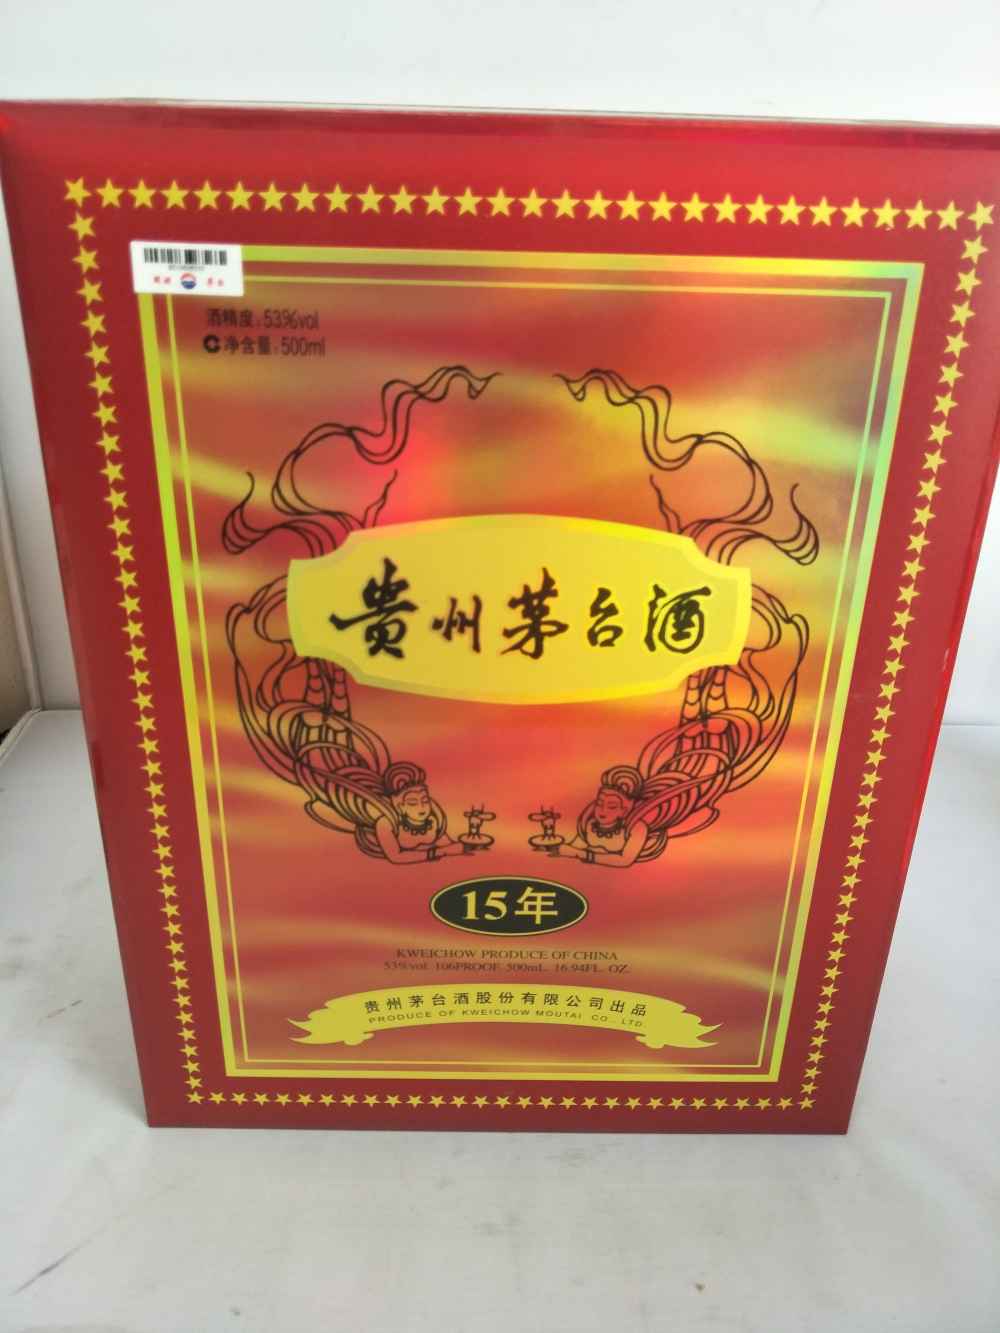 酒精度:53%vol
净含量:500ml
贵州茅台酒
15年
KWEICHOW PRODUCE OF CHINA
53%vol. 106PROOF. 500mL. 16.94FL. OZ.
贵州茅台酒股份有限公司出品
PRODUCE OF KWEICHOW MOUTAI CO., LTD.